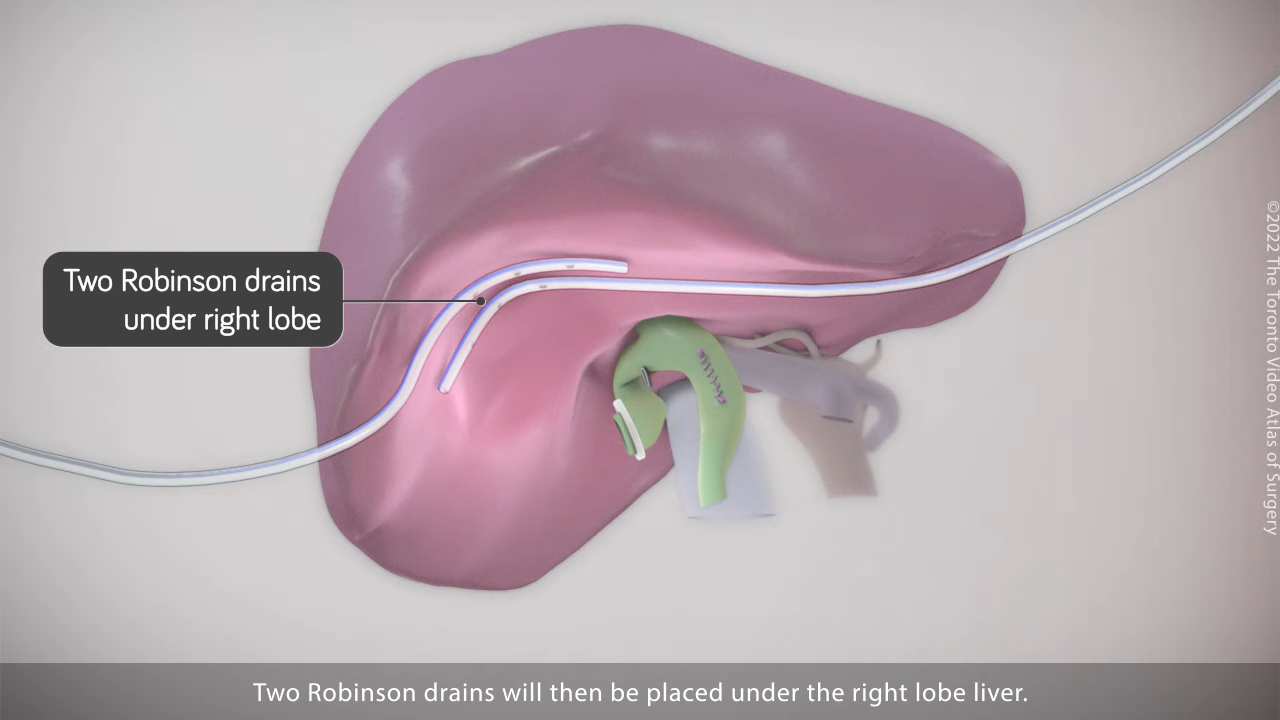 Two Robinson drains
under right lobe
©2022 The Toronto Video Atlas of Surgery
Two Robinson drains will then be placed under the right lobe liver.